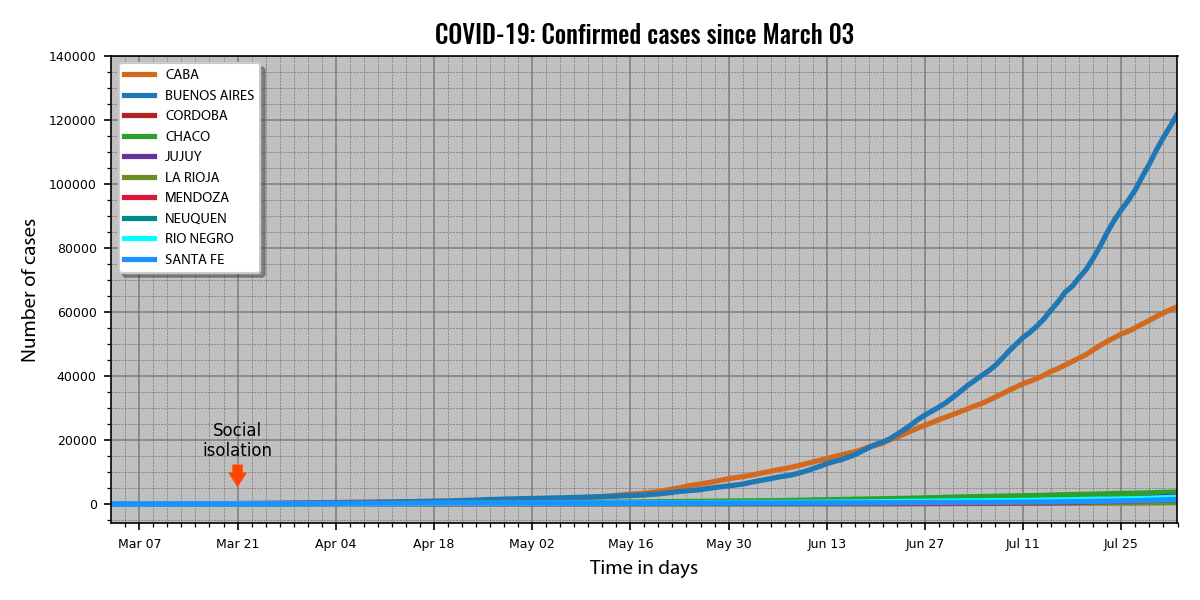 COVID-19: Confirmed cases since March 03
140000
120000
100000
80000
60000
40000
20000
0
Number of cases
CABA
BUENOS AIRES
CORDOBA
CHACO
JUJUY
LA RIOJA
MENDOZA
NEUQUEN
RIO NEGRO
SANTA FE
Social
isolation
Mar 07 Mar 21 Apr 04 Apr 18 May 02 May 16 May 30 Jun 13 Jun 27 Jul 11 Jul 25
Time in days